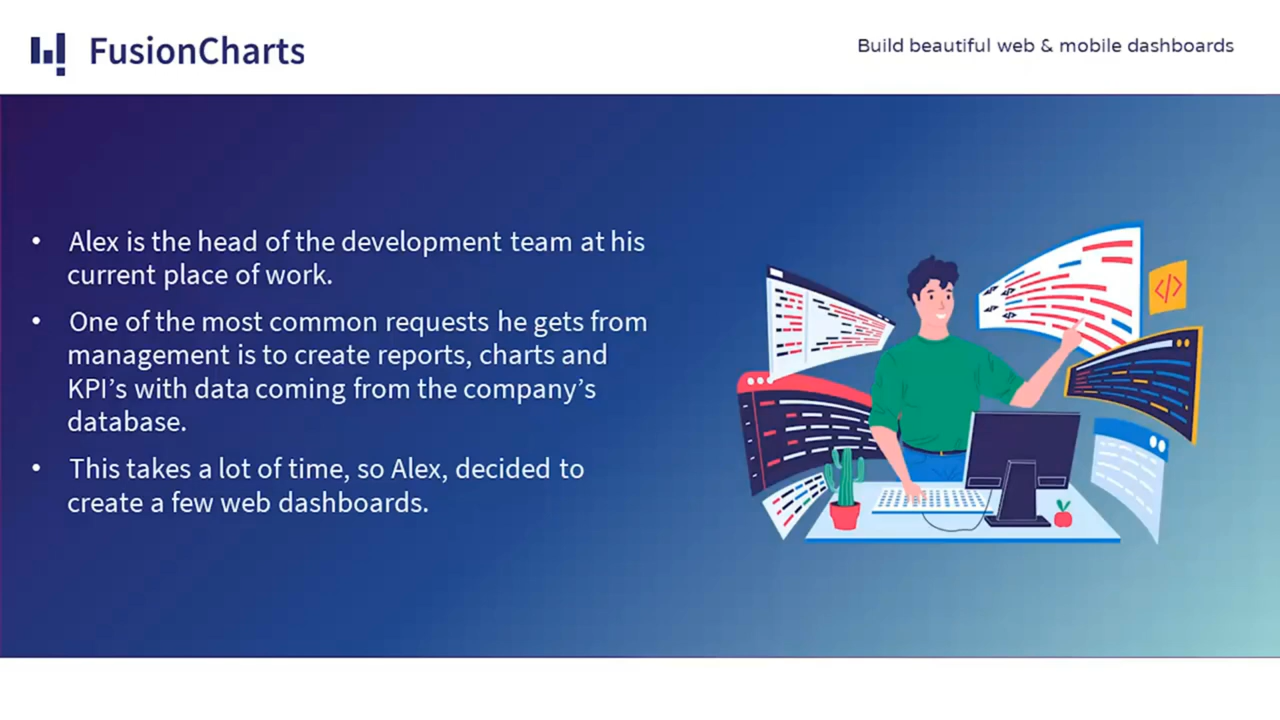 FusionCharts
Build beautiful web & mobile dashboards
• Alex is the head of the development team at his
current place of work.
• One of the most common requests he gets from
management is to create reports, charts and
KPI’s with data coming from the company’s
database.
• This takes a lot of time, so Alex, decided to
create a few web dashboards.